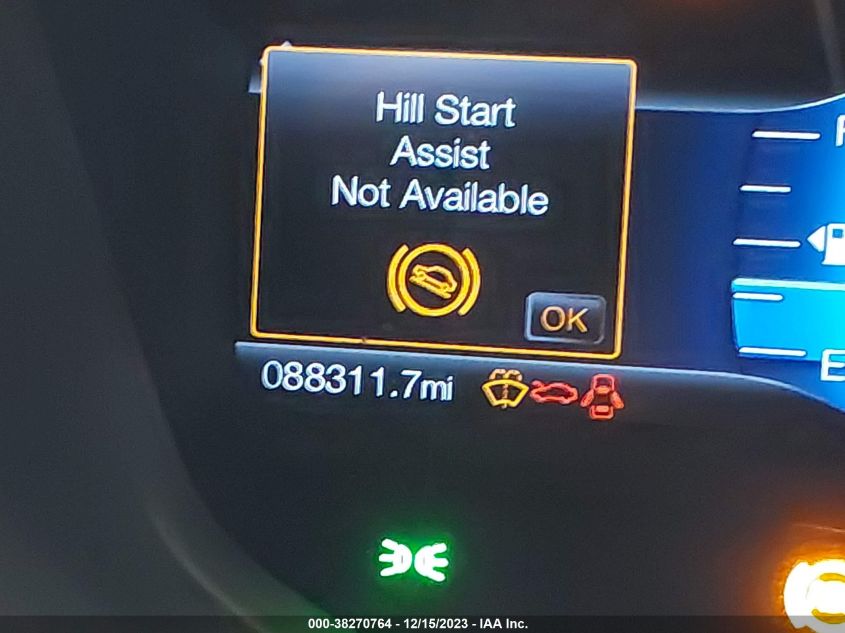 Hill Start
Assist
Not Available
OK
088311.7mi
E
000-38270764 - 12/15/2023 - IAA Inc.